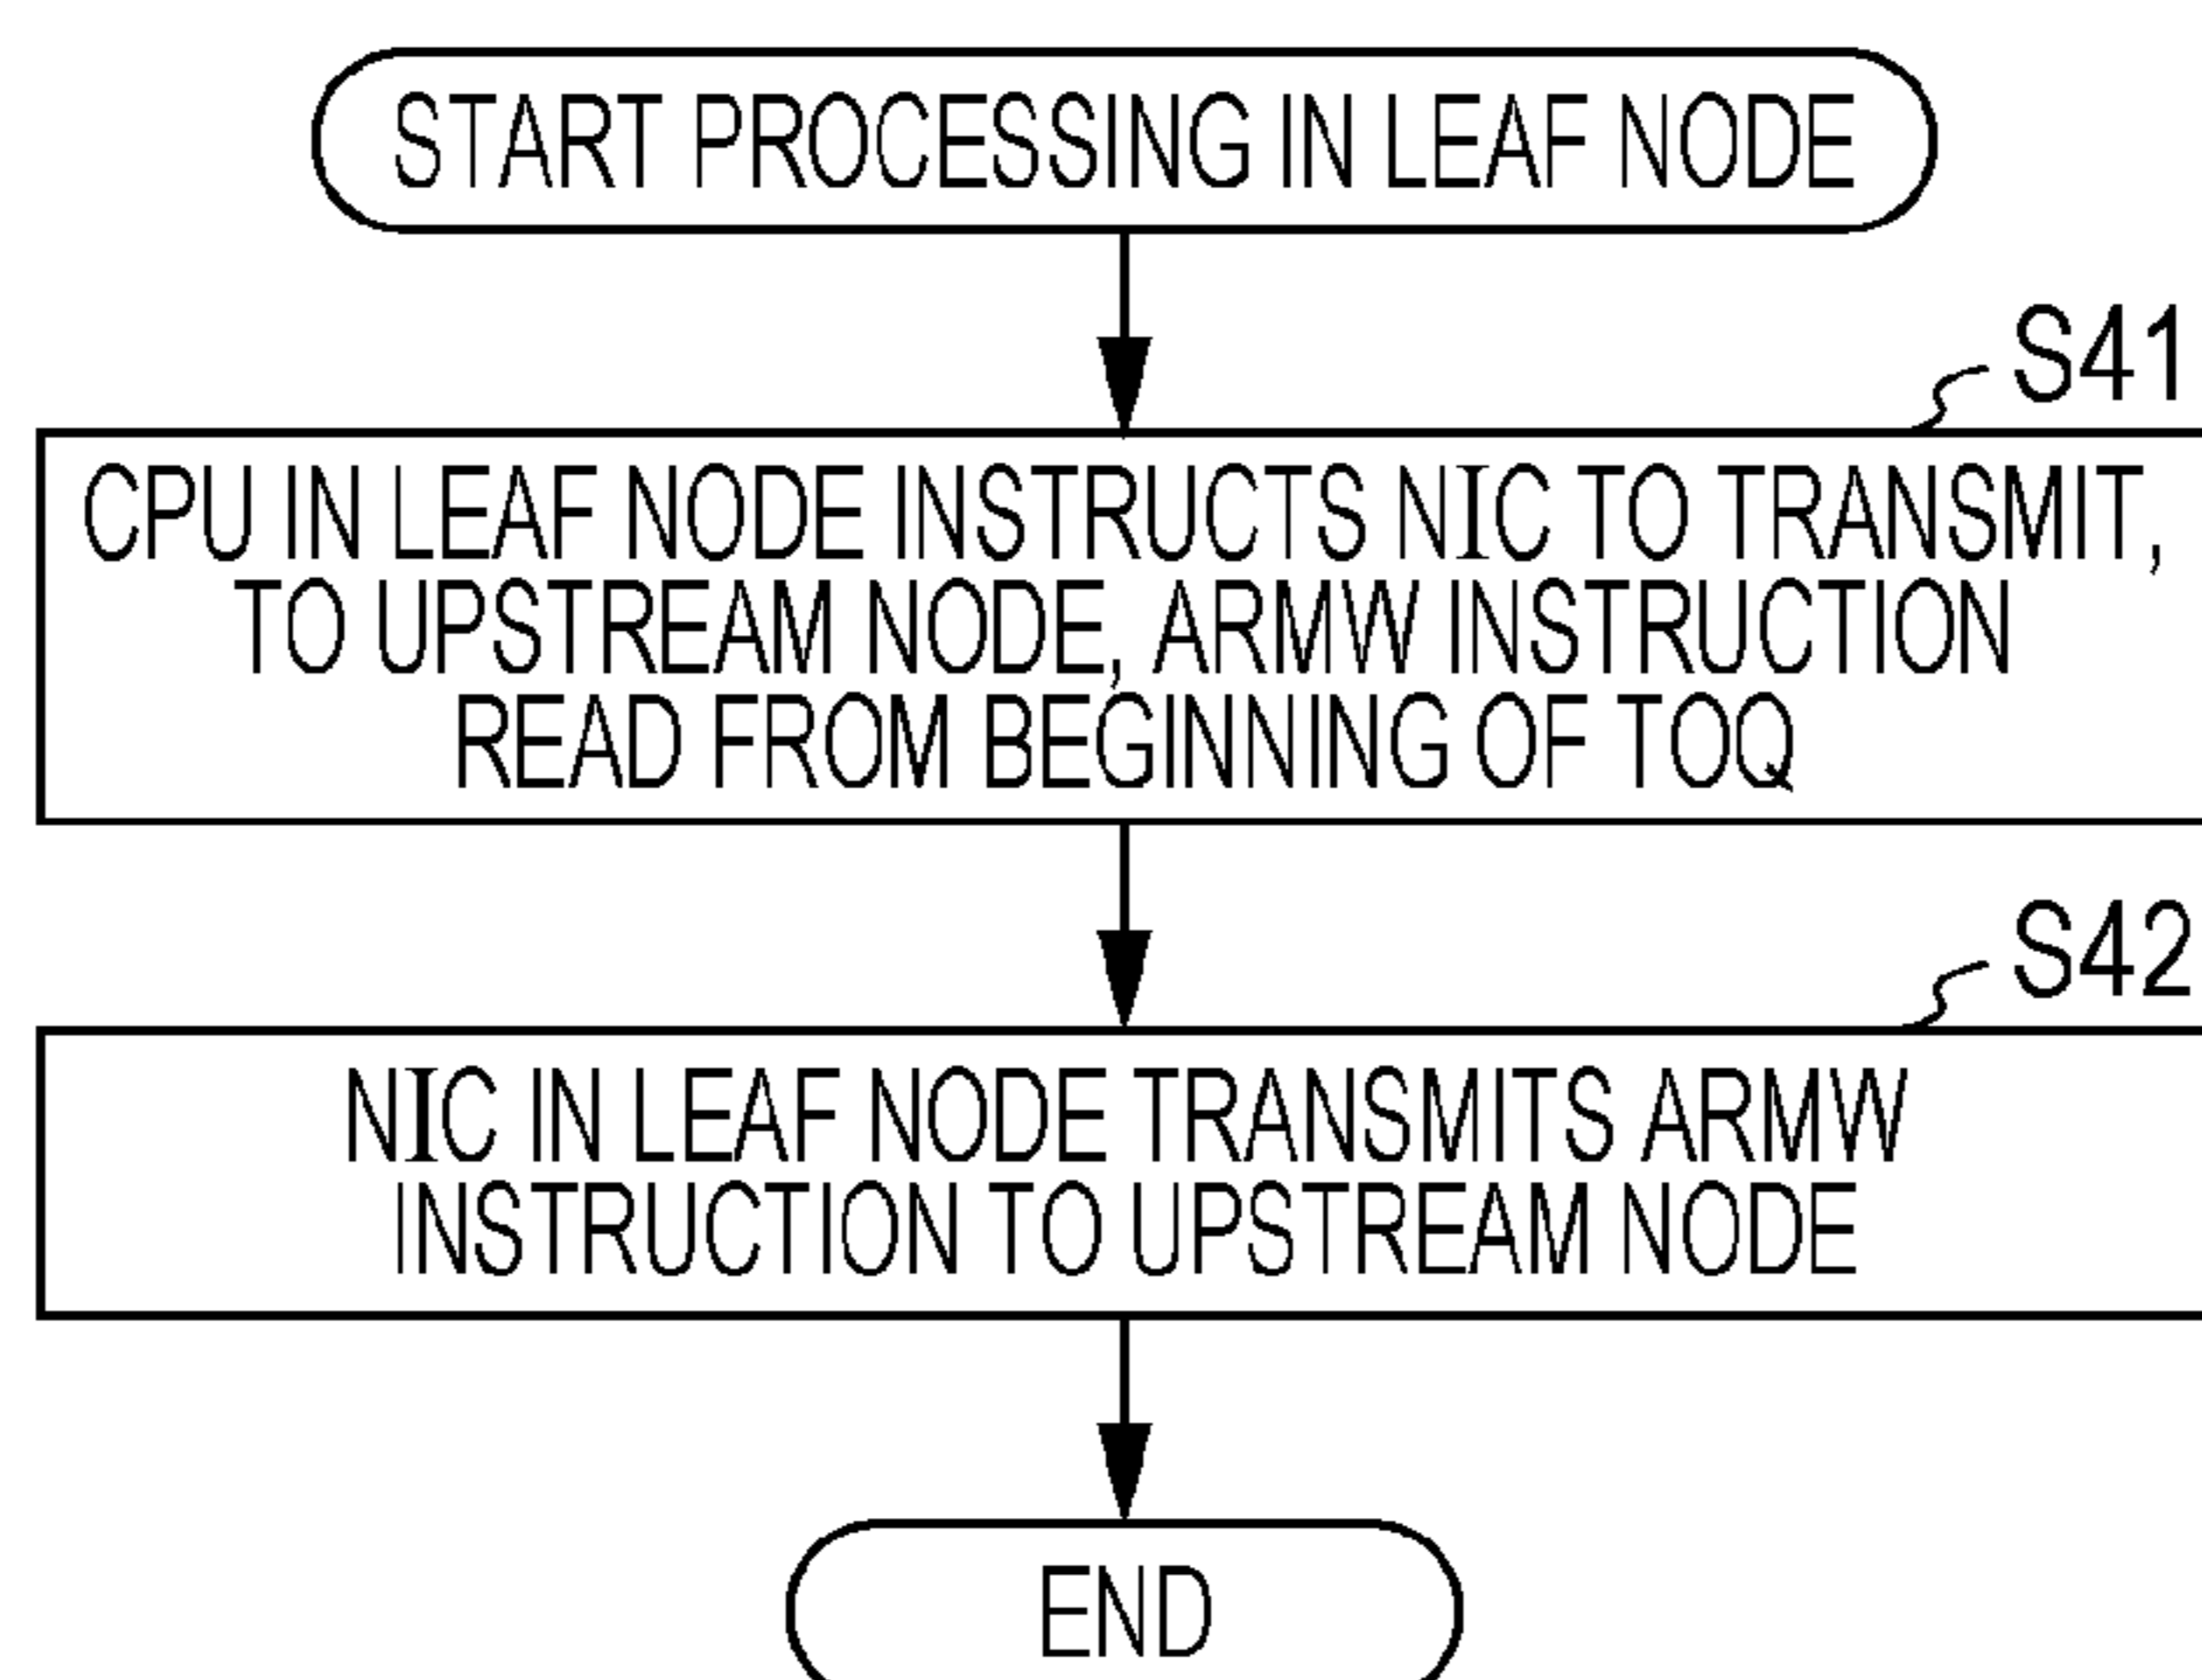 START PROCESSING IN LEAF NODE
S41
CPU IN LEAF NODE INSTRUCTS NIC TO TRANSMIT,
TO UPSTREAM NODE, ARMW INSTRUCTION
READ FROM BEGINNING OF TOQ
S42
NIC IN LEAF NODE TRANSMITS ARMW
INSTRUCTION TO UPSTREAM NODE
END